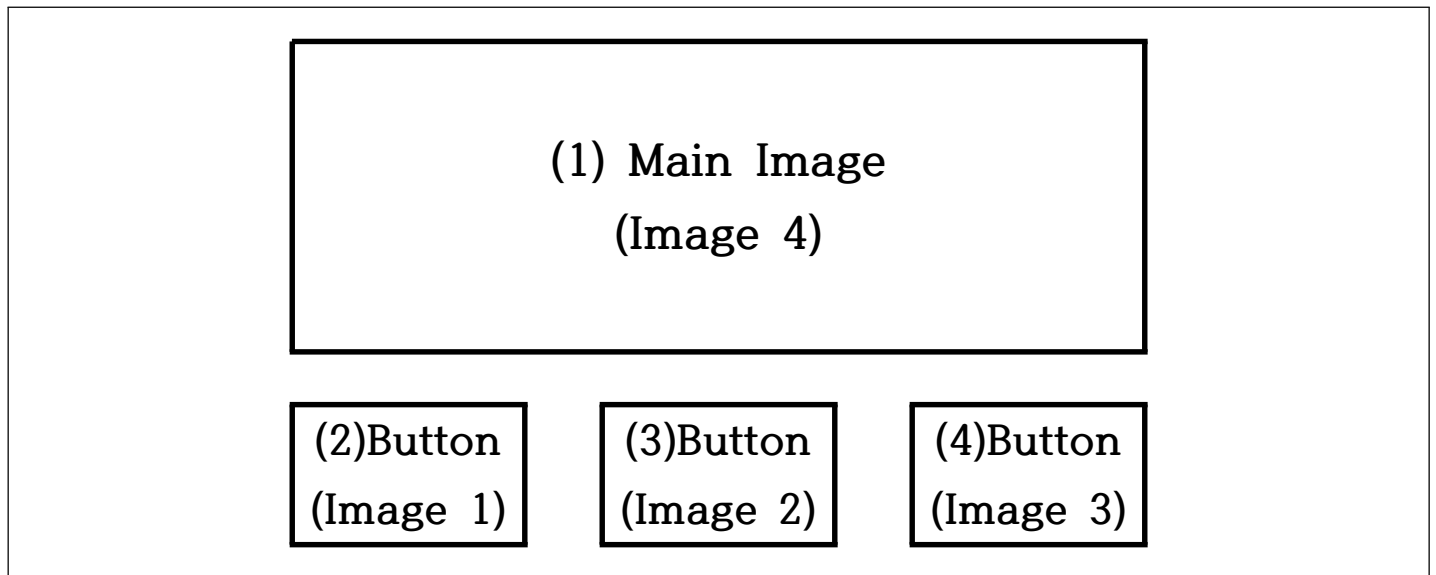 (1) Main Image
(Image 4)
(2)Button
(Image 1)
(3)Button
(Image 2)
(4)Button
(Image 3)